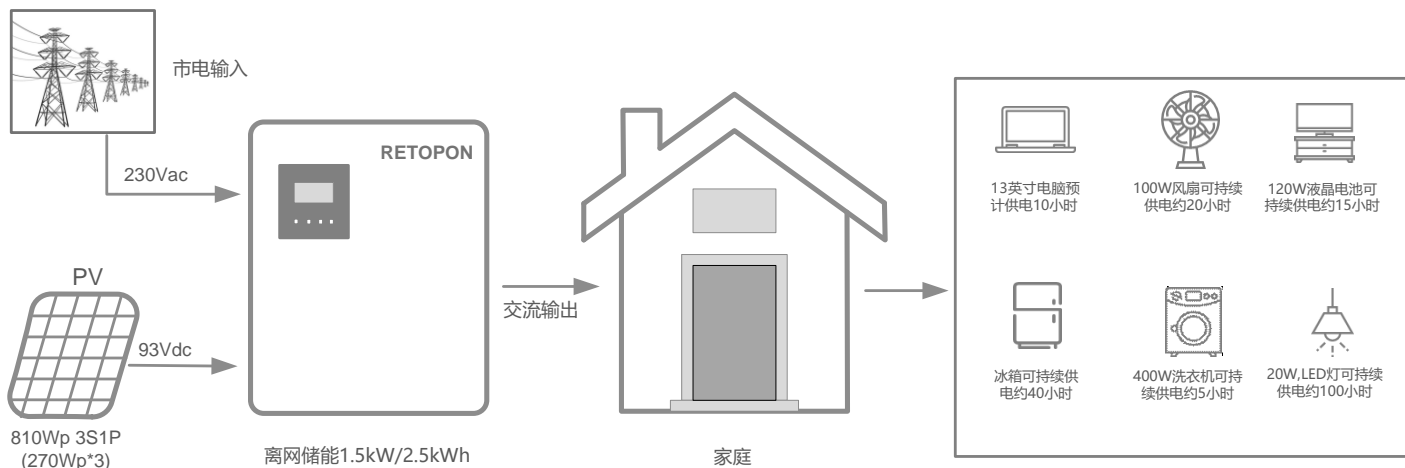 市电输入
230Vac
RETOPON
PV
93Vdc
810Wp 3S1P
(270Wp*3)
离网储能1.5kW/2.5kWh
交流输出
家庭
13英寸电脑预
计供电10小时
100W风扇可持续
供电约20小时
120W液晶电池可
持续供电约15小时
冰箱可持续供
电约40小时
400W洗衣机可持
续供电约5小时
20W,LED灯可持续
供电约100小时